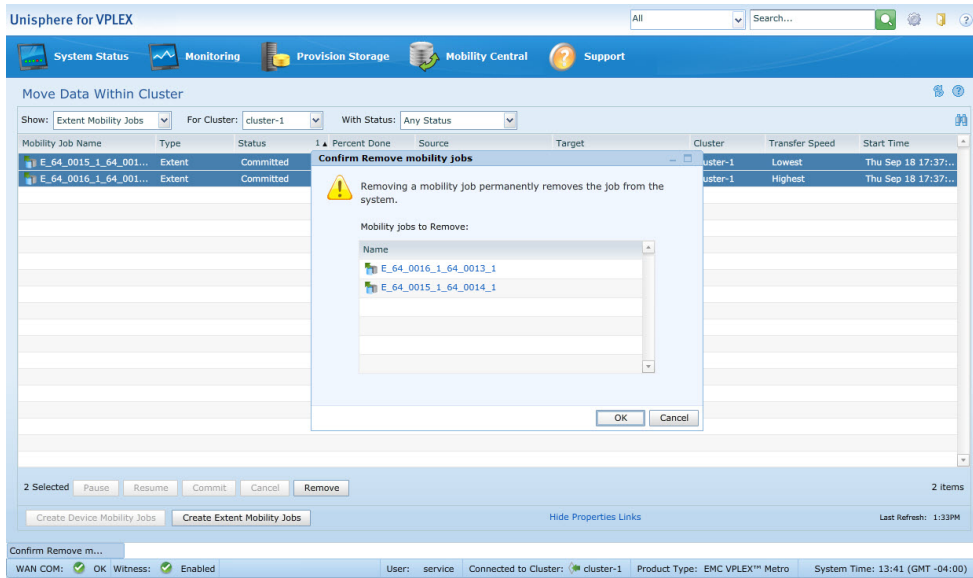 Unisphere for VPLEX
All
Search...
System Status
Monitoring
Provision Storage
Mobility Central
Support
Move Data Within Cluster
Show: Extent Mobility Jobs For Cluster: cluster-1 With Status: Any Status
Mobility Job Name Type Status 1 Percent Done Source Target Cluster Transfer Speed Start Time
E_64_0015_1_64_001... Extent Committed uster-1 Lowest Thu Sep 18 17:37:..
E_64_0016_1_64_001... Extent Committed uster-1 Highest Thu Sep 18 17:37:..
Confirm Remove mobility jobs
Removing a mobility job permanently removes the job from the
system.
Mobility jobs to Remove:
Name
E_64_0016_1_64_0013_1
E_64_0015_1_64_0014_1
OK Cancel
2 Selected Pause Resume Commit Cancel Remove 2 items
Create Device Mobility Jobs Create Extent Mobility Jobs Hide Properties Links Last Refresh: 1:33PM
Confirm Remove m...
WAN COM: OK Witness: Enabled User: service Connected to Cluster: cluster-1 Product Type: EMC VPLEX™ Metro System Time: 13:41 (GMT -04:00)